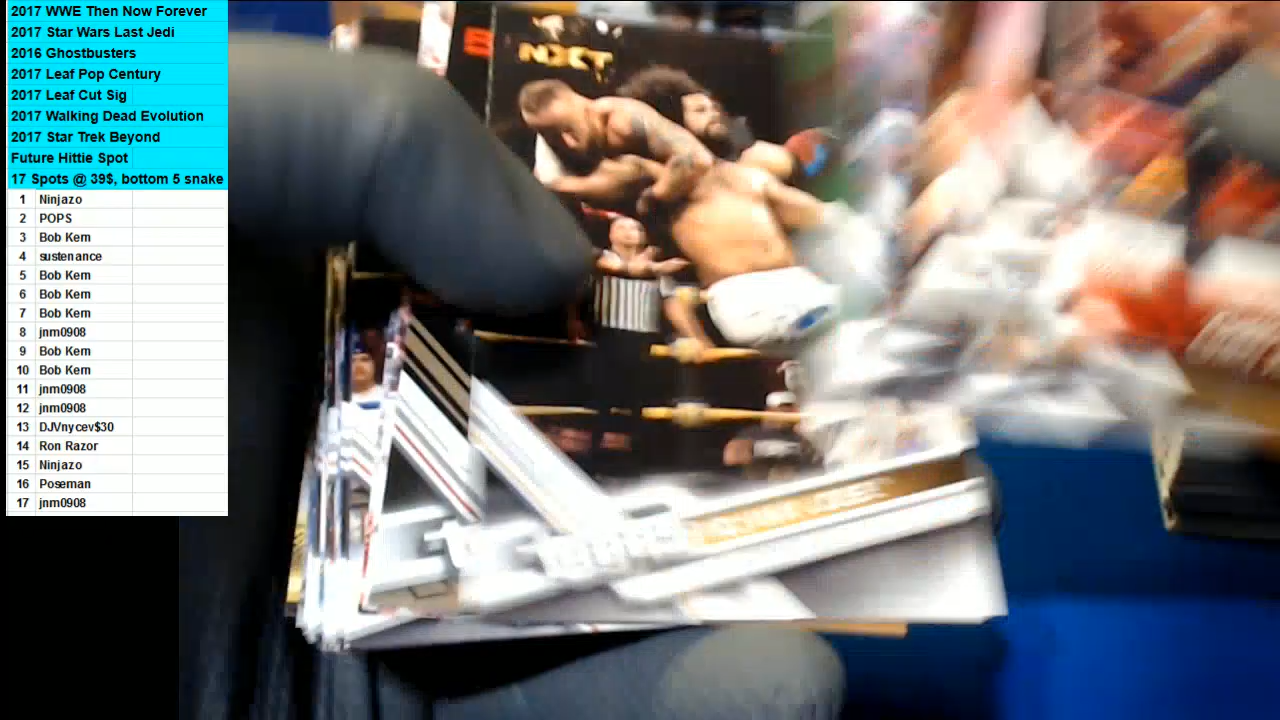 2017 WWE Then Now Forever
2017 Star Wars Last Jedi
2016 Ghostbusters
2017 Leaf Pop Century
2017 Leaf Cut Sig
2017 Walking Dead Evolution
2017 Star Trek Beyond
Future Hittie Spot
17 Spots @ 39$, bottom 5 snake
1 Ninjazo
2 POPS
3 Bob Kem
4 sustenance
5 Bob Kem
6 Bob Kem
7 Bob Kem
8 jnm0908
9 Bob Kem
10 Bob Kem
11 jnm0908
12 jnm0908
13 DJVnycev$30
14 Ron Razor
15 Ninjazo
16 Poseman
17 jnm0908
NXT